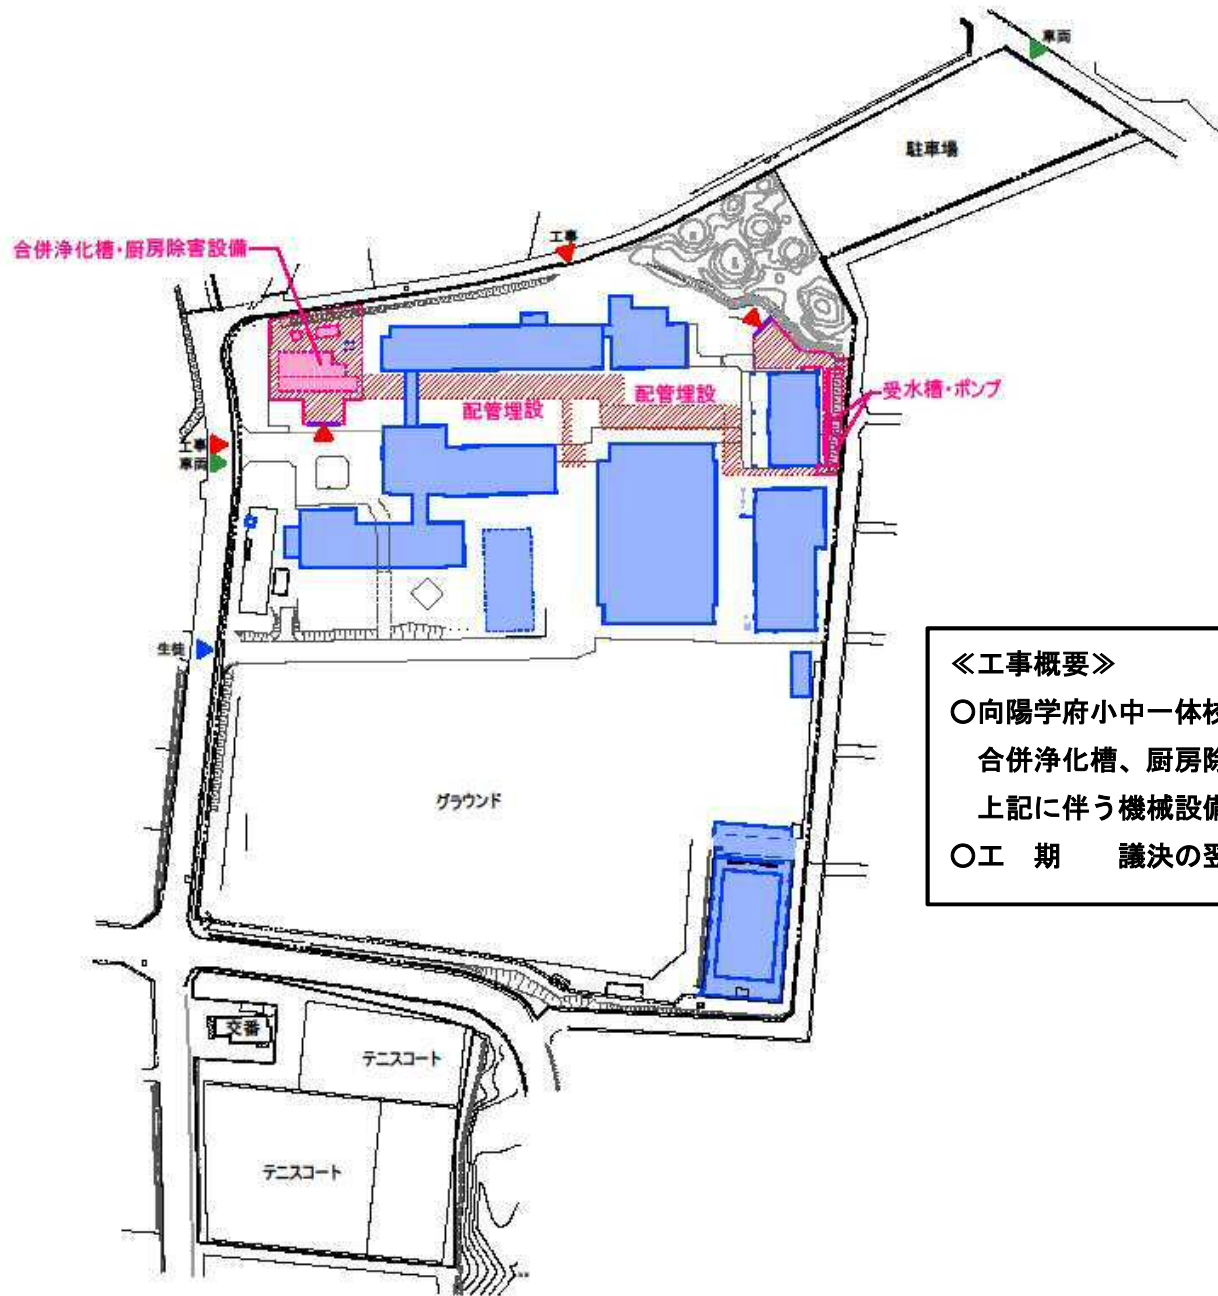 車両
駐車場
工事
合併浄化槽・厨房除害設備
配管埋設
配管埋設
受水槽・ポンプ
工事
車両
生徒
≪工事概要≫
〇向陽学府小中一体校
合併浄化槽、厨房除
上記に伴う機械設備
〇工　期　　議決の翌
グラウンド
交番
テニスコート
テニスコート